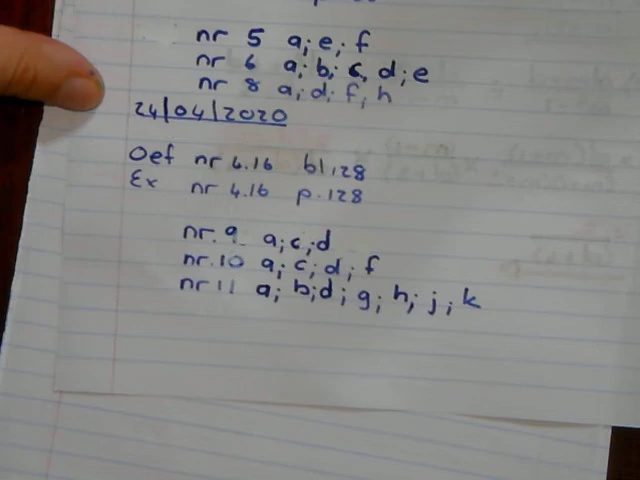 nr 5 a; e; f
nr 6 a; b; c, d; e
nr 8 a; d; f; h
24/04/2020
Oef nr 4.16 bl.128
Ex nr 4.16 p.128
nr.9 a; c; d
nr.10 a; c; d; f
nr 11 a; b; d; g; h; j; k